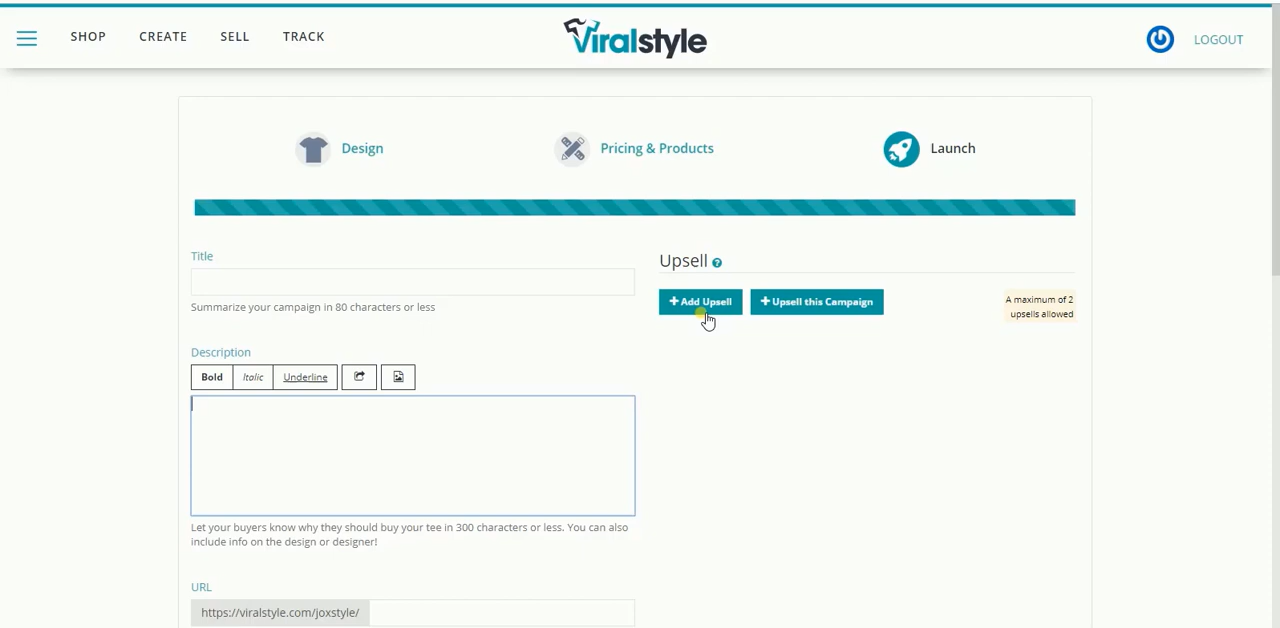 SHOP CREATE SELL TRACK Viralstyle LOGOUT
Design Pricing & Products Launch
Title
Summarize your campaign in 80 characters or less
Upsell ?
+ Add Upsell + Upsell this Campaign
A maximum of 2
upsells allowed
Description
Bold Italic Underline
Let your buyers know why they should buy your tee in 300 characters or less. You can also
include info on the design or designer!
URL
https://viralstyle.com/joxstyle/